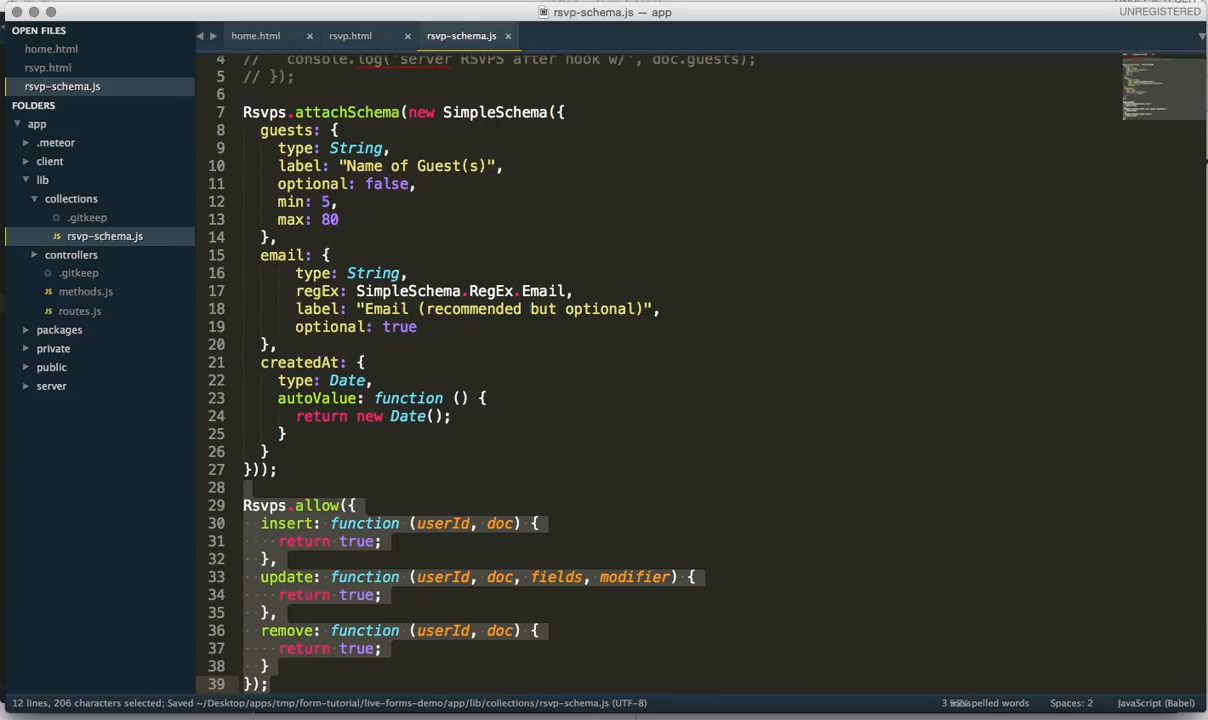 rsvp-schema.js — app
UNREGISTERED
OPEN FILES
home.html
rsvp.html
rsvp-schema.js
FOLDERS
app
.meteor
client
lib
collections
.gitkeep
JS rsvp-schema.js
controllers
.gitkeep
JS methods.js
JS routes.js
packages
private
public
server
home.html ×
rsvp.html ×
rsvp-schema.js ×
4 // console.log('server RSVPS after hook w/', doc.guests);
5 // });
6
7 Rsvps.attachSchema(new SimpleSchema({
8 guests: {
9 type: String,
10 label: "Name of Guest(s)",
11 optional: false,
12 min: 5,
13 max: 80
14 },
15 email: {
16 type: String,
17 regEx: SimpleSchema.RegEx.Email,
18 label: "Email (recommended but optional)",
19 optional: true
20 },
21 createdAt: {
22 type: Date,
23 autoValue: function () {
24 return new Date();
25 }
26 }
27 }));
28
29 Rsvps.allow({
30 insert: function (userId, doc) {
31 return true;
32 },
33 update: function (userId, doc, fields, modifier) {
34 return true;
35 },
36 remove: function (userId, doc) {
37 return true;
38 }
39 });
12 lines, 206 characters selected; Saved ~/Desktop/apps/tmp/form-tutorial/live-forms-demo/app/lib/collections/rsvp-schema.js (UTF-8)
words
Spaces: 2
JavaScript (Babel)